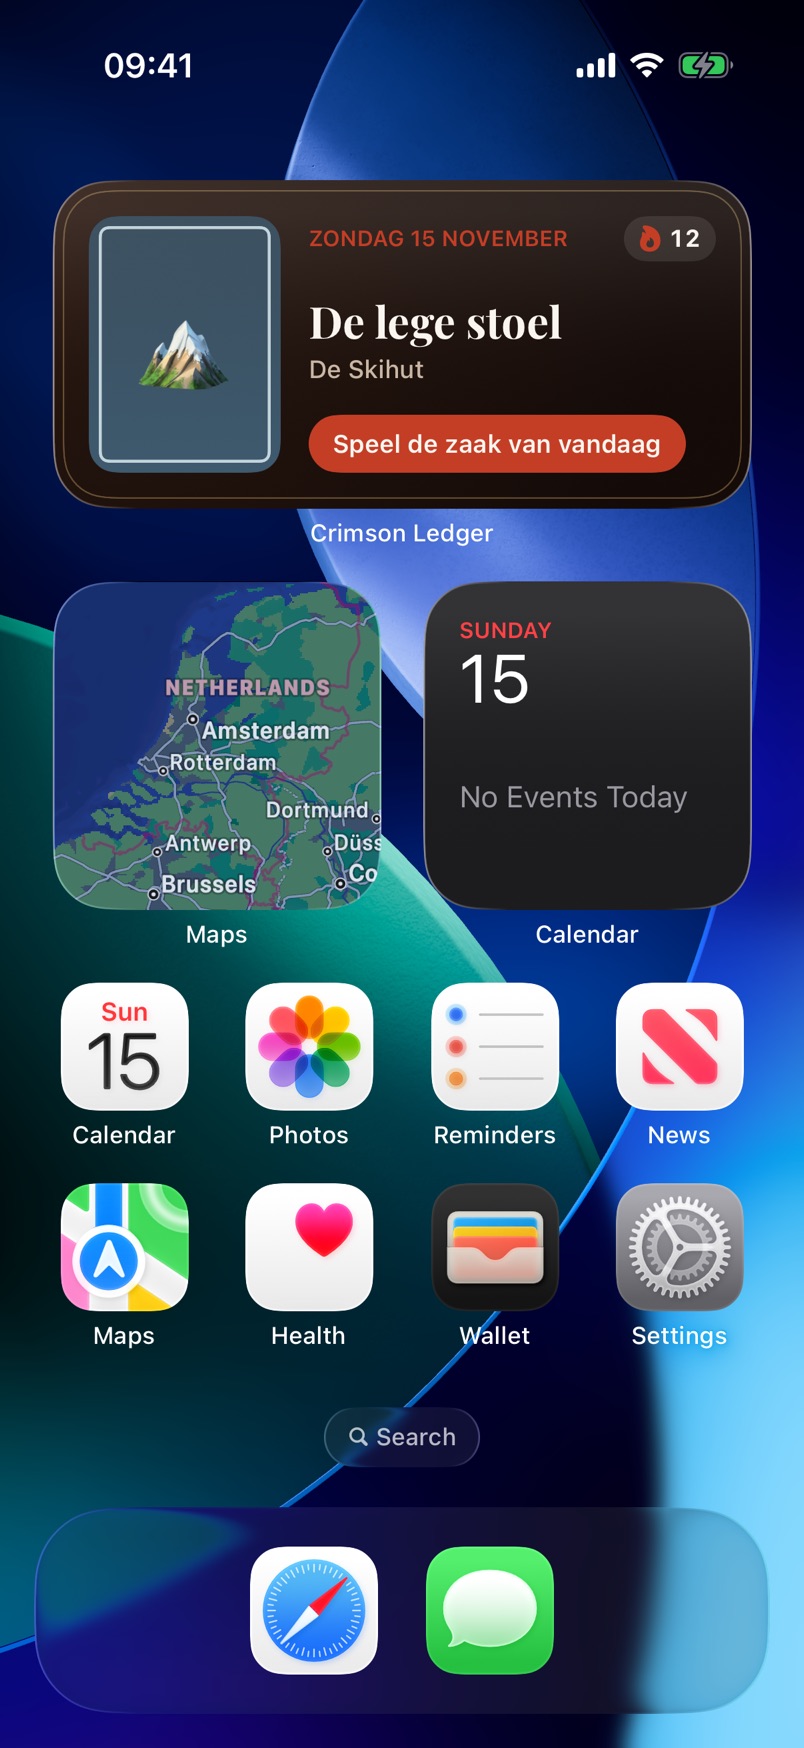 09:41
ZONDAG 15 NOVEMBER
12
De lege stoel
De Skihut
Speel de zaak van vandaag
Crimson Ledger
NETHERLANDS
Amsterdam
Rotterdam
Dortmund
Antwerp
Düss
Brussels
Co
SUNDAY
15
No Events Today
Maps
Calendar
Sun
15
Calendar
Photos
Reminders
News
Maps
Health
Wallet
Settings
Search